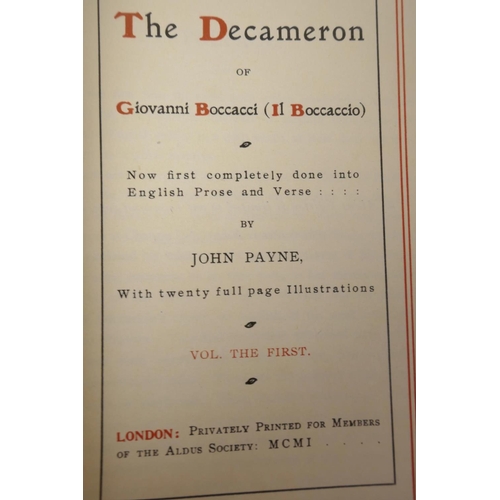 The Decameron
OF
Giovanni Boccacci (Il Boccaccio)
Now first completely done into
English Prose and Verse : : : :
BY
JOHN PAYNE,
With twenty full page Illustrations
VOL. THE FIRST.
LONDON: PRIVATELY PRINTED FOR MEMBERS
OF THE ALDUS SOCIETY: MCMI . . . .